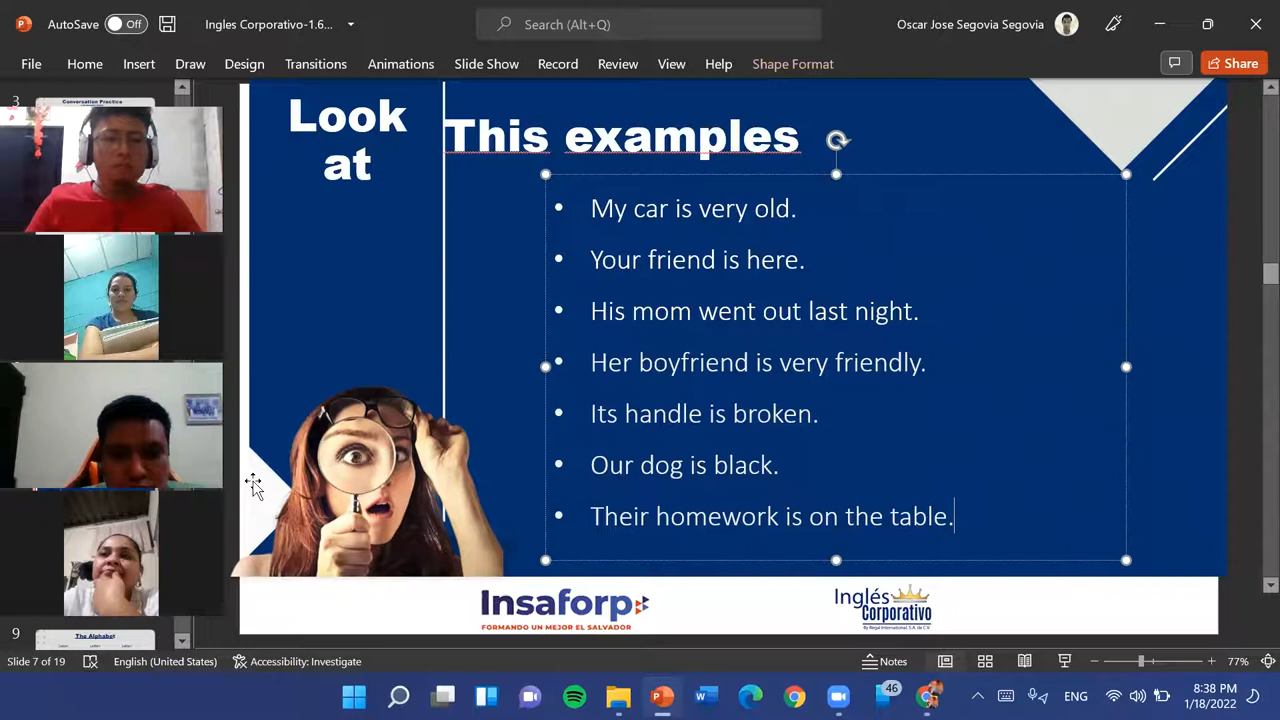 AutoSave Off Ingles Corporativo-1.6... Search (Alt+Q) Oscar Jose Segovia Segovia
File Home Insert Draw Design Transitions Animations Slide Show Record Review View Help Shape Format Share
3
Conversation Practice
Look
at
This examples
• My car is very old.
• Your friend is here.
• His mom went out last night.
• Her boyfriend is very friendly.
• Its handle is broken.
• Our dog is black.
• Their homework is on the table.
Insaforp
FORMANDO UN MEJOR EL SALVADOR
Inglés
Corporativo
By Regal International, S.A. de C.V.
9
The Alphabet
Slide 7 of 19 English (United States) Accessibility: Investigate Notes 77%
46
ENG
8:38 PM
1/18/2022